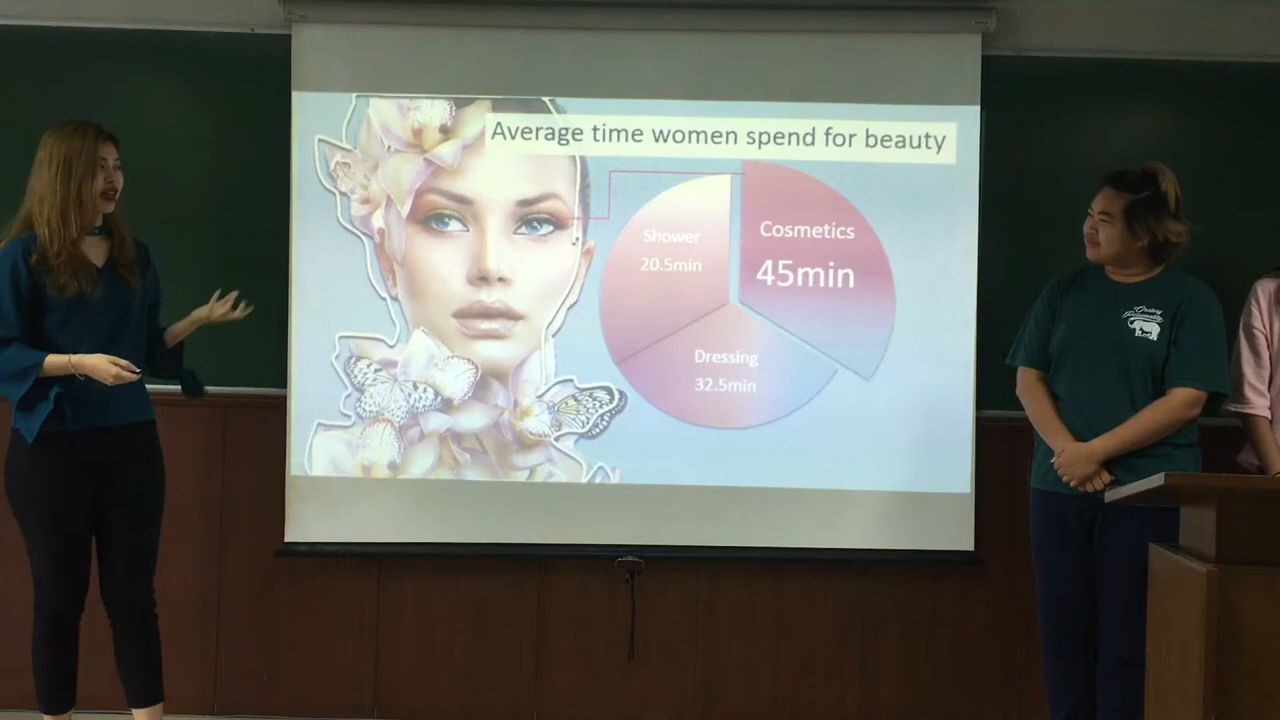 Average time women spend for beauty
Shower
20.5min
Cosmetics
45min
Dressing
32.5min